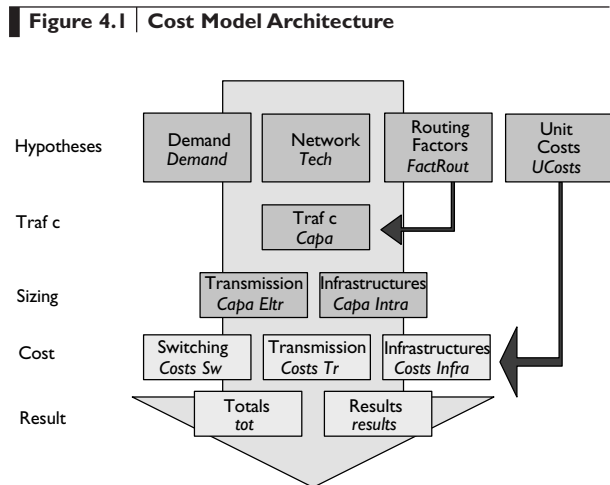 Figure 4.1 Cost Model Architecture
Hypotheses
Demand
Demand
Network
Tech
Routing
Factors
FactRout
Unit
Costs
UCosts
Traf c
Traf c
Capa
Sizing
Transmission
Capa Eltr
Infrastructures
Capa Intra
Cost
Switching
Costs Sw
Transmission
Costs Tr
Infrastructures
Costs Infra
Result
Totals
tot
Results
results